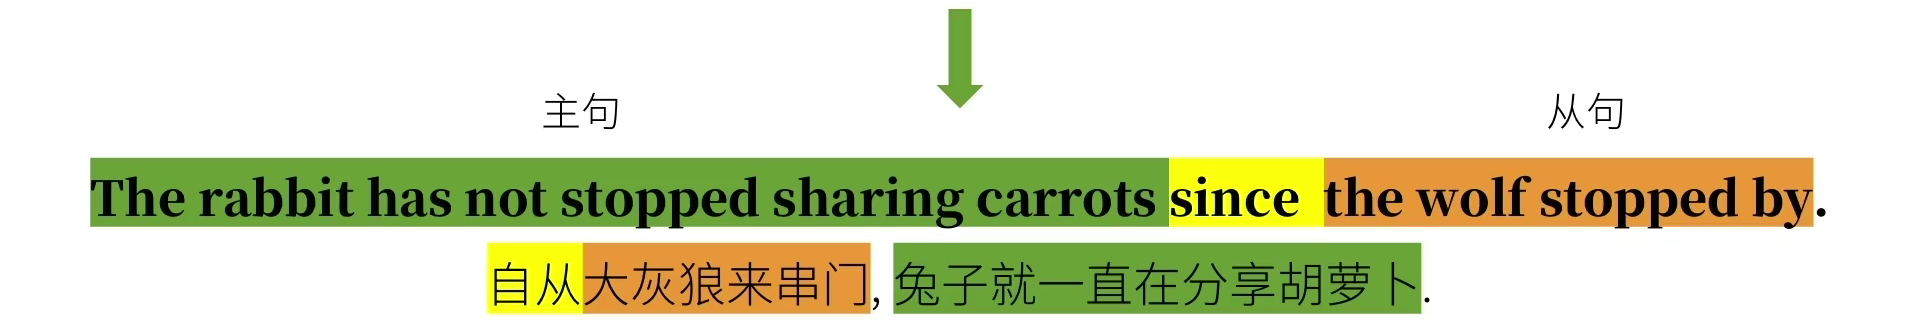 主句 从句
The rabbit has not stopped sharing carrots since the wolf stopped by.
自从大灰狼来串门, 兔子就一直在分享胡萝卜.